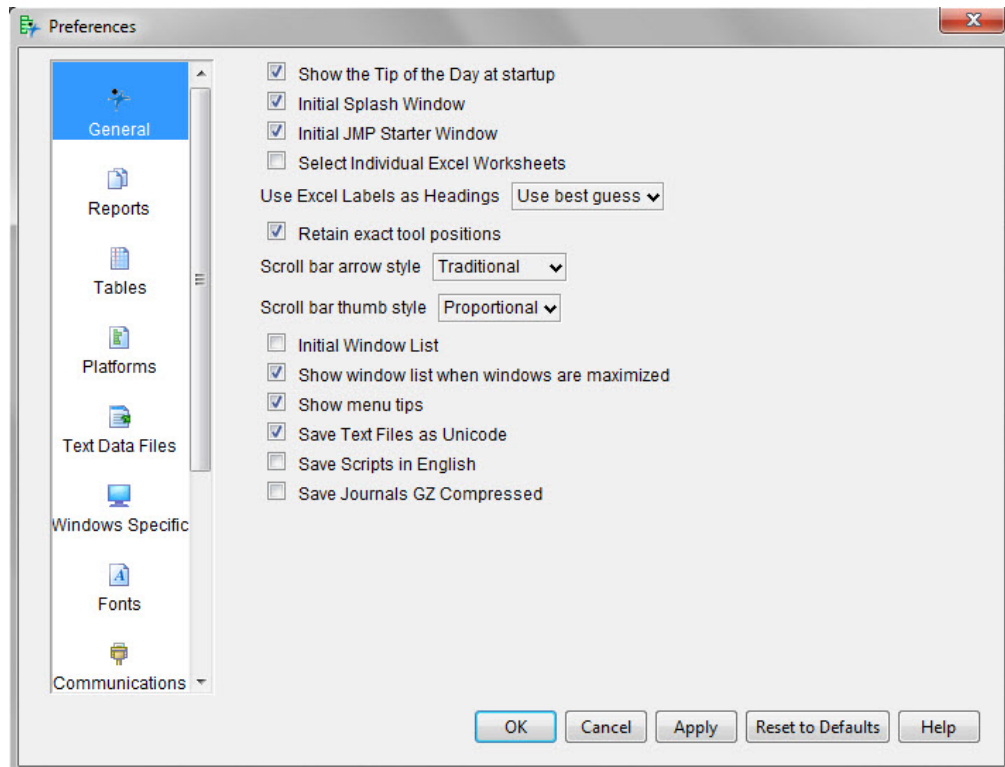 Preferences
General
Reports
Tables
Platforms
Text Data Files
Windows Specific
Fonts
Communications
Show the Tip of the Day at startup
Initial Splash Window
Initial JMP Starter Window
Select Individual Excel Worksheets
Use Excel Labels as Headings Use best guess
Retain exact tool positions
Scroll bar arrow style Traditional
Scroll bar thumb style Proportional
Initial Window List
Show window list when windows are maximized
Show menu tips
Save Text Files as Unicode
Save Scripts in English
Save Journals GZ Compressed
OK Cancel Apply Reset to Defaults Help